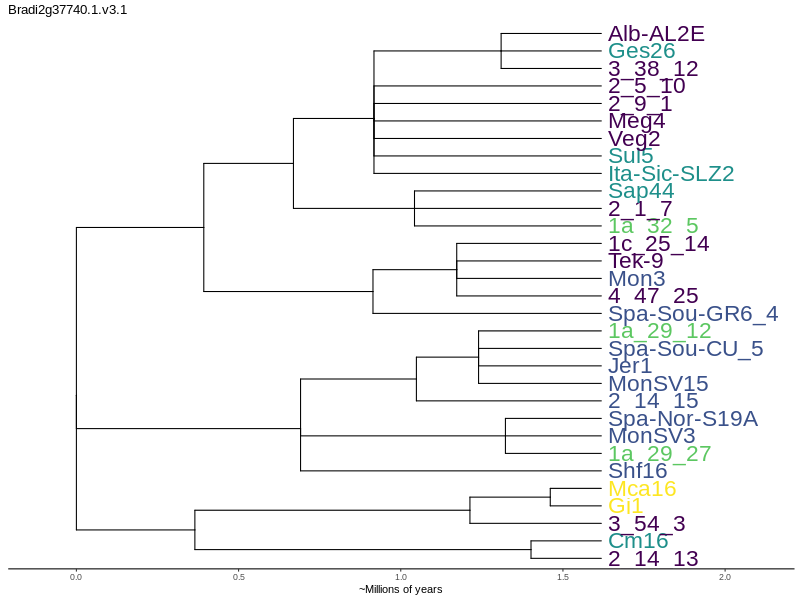 Bradi2g37740.1.v3.1
Alb-AL2E
Ges26
3_38_12
2_5_10
2_9_1
Meg4
Veg2
Sul5
Ita-Sic-SLZ2
Sap44
2_1_7
1a_32_5
1c_25_14
Tek-9
Mon3
4_47_25
Spa-Sou-GR6_4
1a_29_12
Spa-Sou-CU_5
Jer1
MonSV15
2_14_15
Spa-Nor-S19A
MonSV3
1a_29_27
Shf16
Mca16
Gi1
3_54_3
Cm16
2_14_13
0.0 0.5 1.0 1.5 2.0
~Millions of years